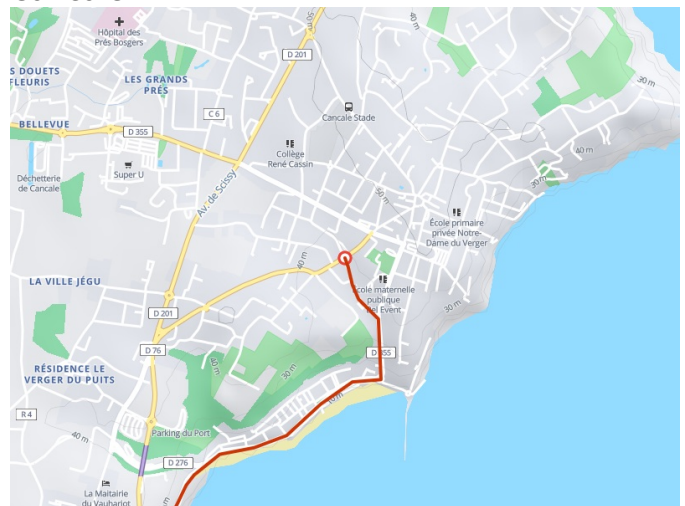 50 m
40 m
Hôpital des
Prés Bosgers
D 201
30 m
S DOUETS
FLEURIS
LES GRANDS
PRÉS
C 6
Cancale Stade
BELLEVUE
D 355
Collège
René Cassin
40 m
Super U
Déchetterie
de Cancale
30 m
50 m
Av. de Scissy
École primaire
privée Notre-
Dame du Verger
40 m
LA VILLE JÉGU
École maternelle
publique
Bel Event
30 m
D 201
D 76
D 355
40 m
30 m
RÉSIDENCE LE
VERGER DU PUITS
10 m
R 4
40 m
Parking du Port
D 276
La Maitairie
du Vauhariot